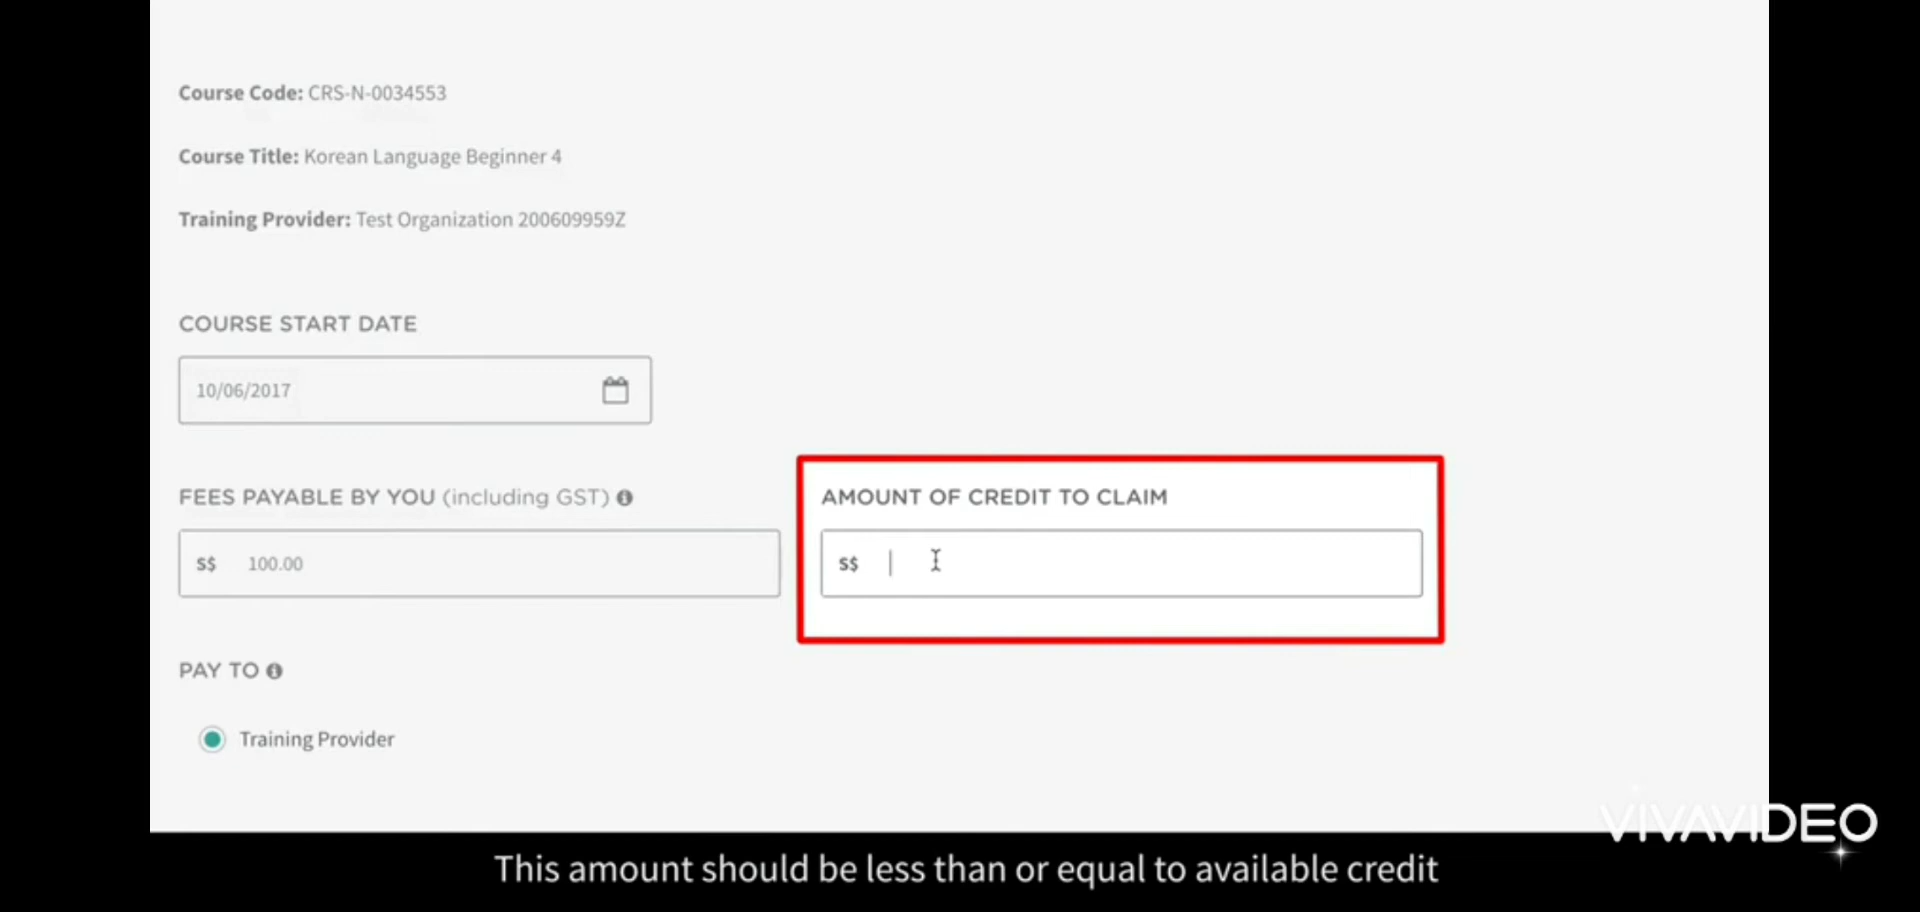 Course Code: CRS-N-0034553
Course Title: Korean Language Beginner 4
Training Provider: Test Organization 200609959Z
COURSE START DATE
10/06/2017
FEES PAYABLE BY YOU (including GST)
AMOUNT OF CREDIT TO CLAIM
S$ 100.00
S$
PAY TO
Training Provider
VIVAVIDEO
This amount should be less than or equal to available credit